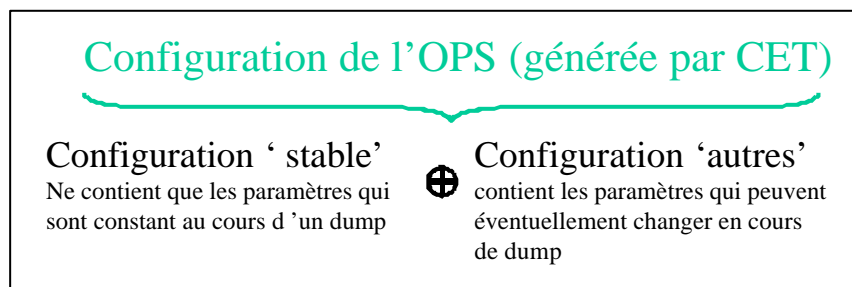 Configuration de l’OPS (générée par CET)
Configuration ‘ stable’
Ne contient que les paramètres qui
sont constant au cours d ’un dump
Configuration ‘autres’
contient les paramètres qui peuvent
éventuellement changer en cours
de dump